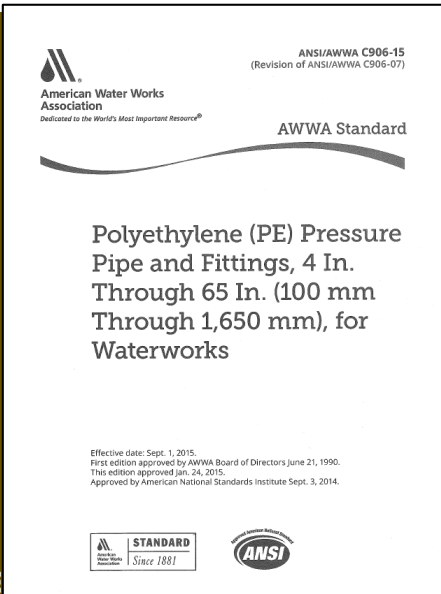 ANSI/AWWA C906-15
(Revision of ANSI/AWWA C906-07)
American Water Works
Association
Dedicated to the World's Most Important Resource®
AWWA Standard
Polyethylene (PE) Pressure
Pipe and Fittings, 4 In.
Through 65 In. (100 mm
Through 1,650 mm), for
Waterworks
Effective date: Sept. 1, 2015.
First edition approved by AWWA Board of Directors June 21, 1990.
This edition approved Jan. 24, 2015.
Approved by American National Standards Institute Sept. 3, 2014.
American
Water Works
Association
STANDARD
Since 1881
Approved American National Standard
ANSI